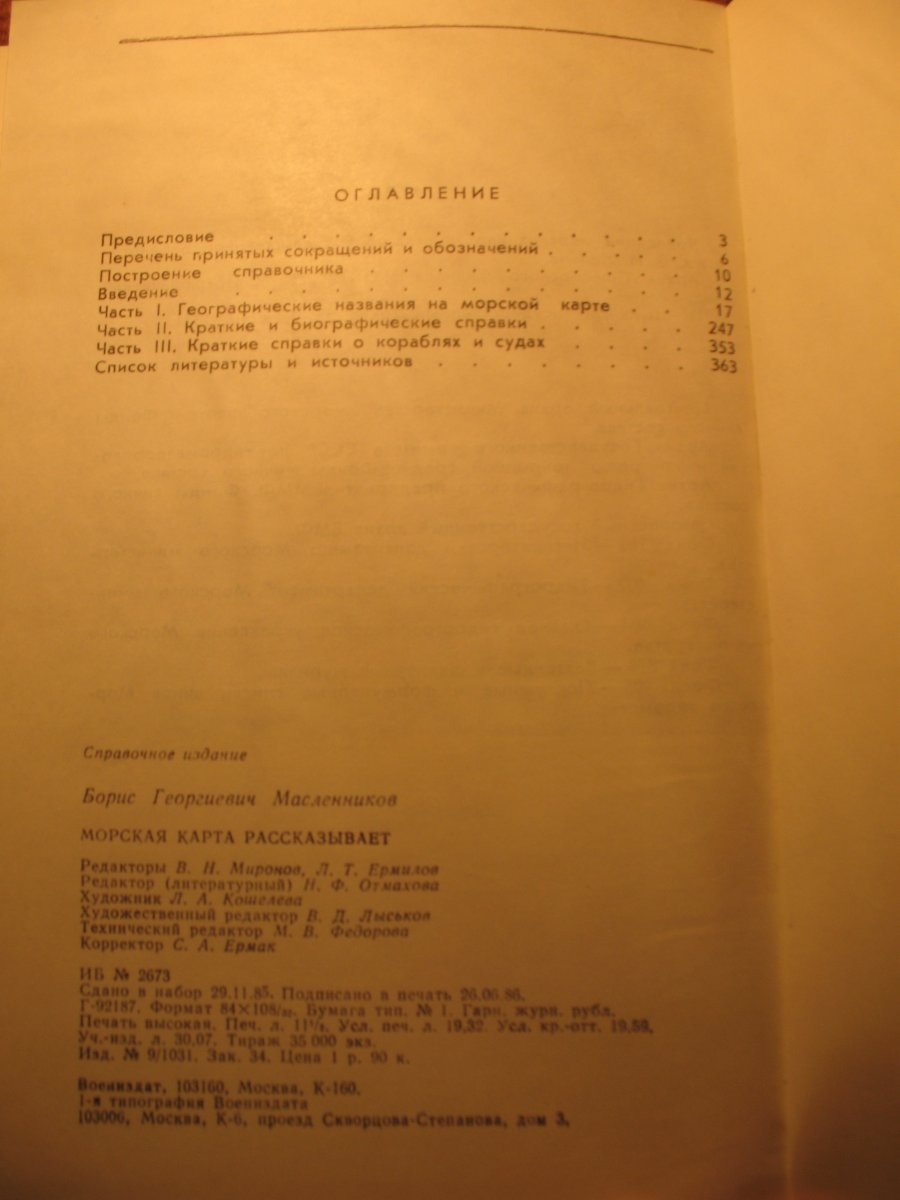 ОГЛАВЛЕНИЕ
Предисловие . . . . . . . . . . . . . 3
Перечень принятых сокращений и обозначений . . . . . 6
Построение справочника . . . . . . . . . . 10
Введение . . . . . . . . . . . . . 12
Часть I. Географические названия на морской карте . . . 17
Часть II. Краткие и биографические справки . . . . . 247
Часть III. Краткие справки о кораблях и судах . . . . 353
Список литературы и источников . . . . . . . . 363
Справочное издание
Борис Георгиевич Масленников
МОРСКАЯ КАРТА РАССКАЗЫВАЕТ
Редакторы В. Н. Миронов, Л. Т. Ермилов
Редактор (литературный) Н. Ф. Отмахова
Художник Л. А. Кошелева
Художественный редактор В. Д. Лыськов
Технический редактор М. В. Федорова
Корректор С. А. Ермак
ИБ № 2673
Сдано в набор 29.11.85. Подписано в печать 26.06.86.
Г-92187. Формат 84×108/32. Бумага тип. № 1. Гарн. журн. рубл.
Печать высокая. Печ. л. 11½. Усл. печ. л. 19,32. Усл. кр.-отт. 19,59.
Уч.-изд. л. 30,07. Тираж 35 000 экз.
Изд. № 9/1031. Зак. 34. Цена 1 р. 90 к.
Воениздат, 103160, Москва, К-160.
1-я типография Воениздата
103006, Москва, К-6, проезд Скворцова-Степанова, дом 3.